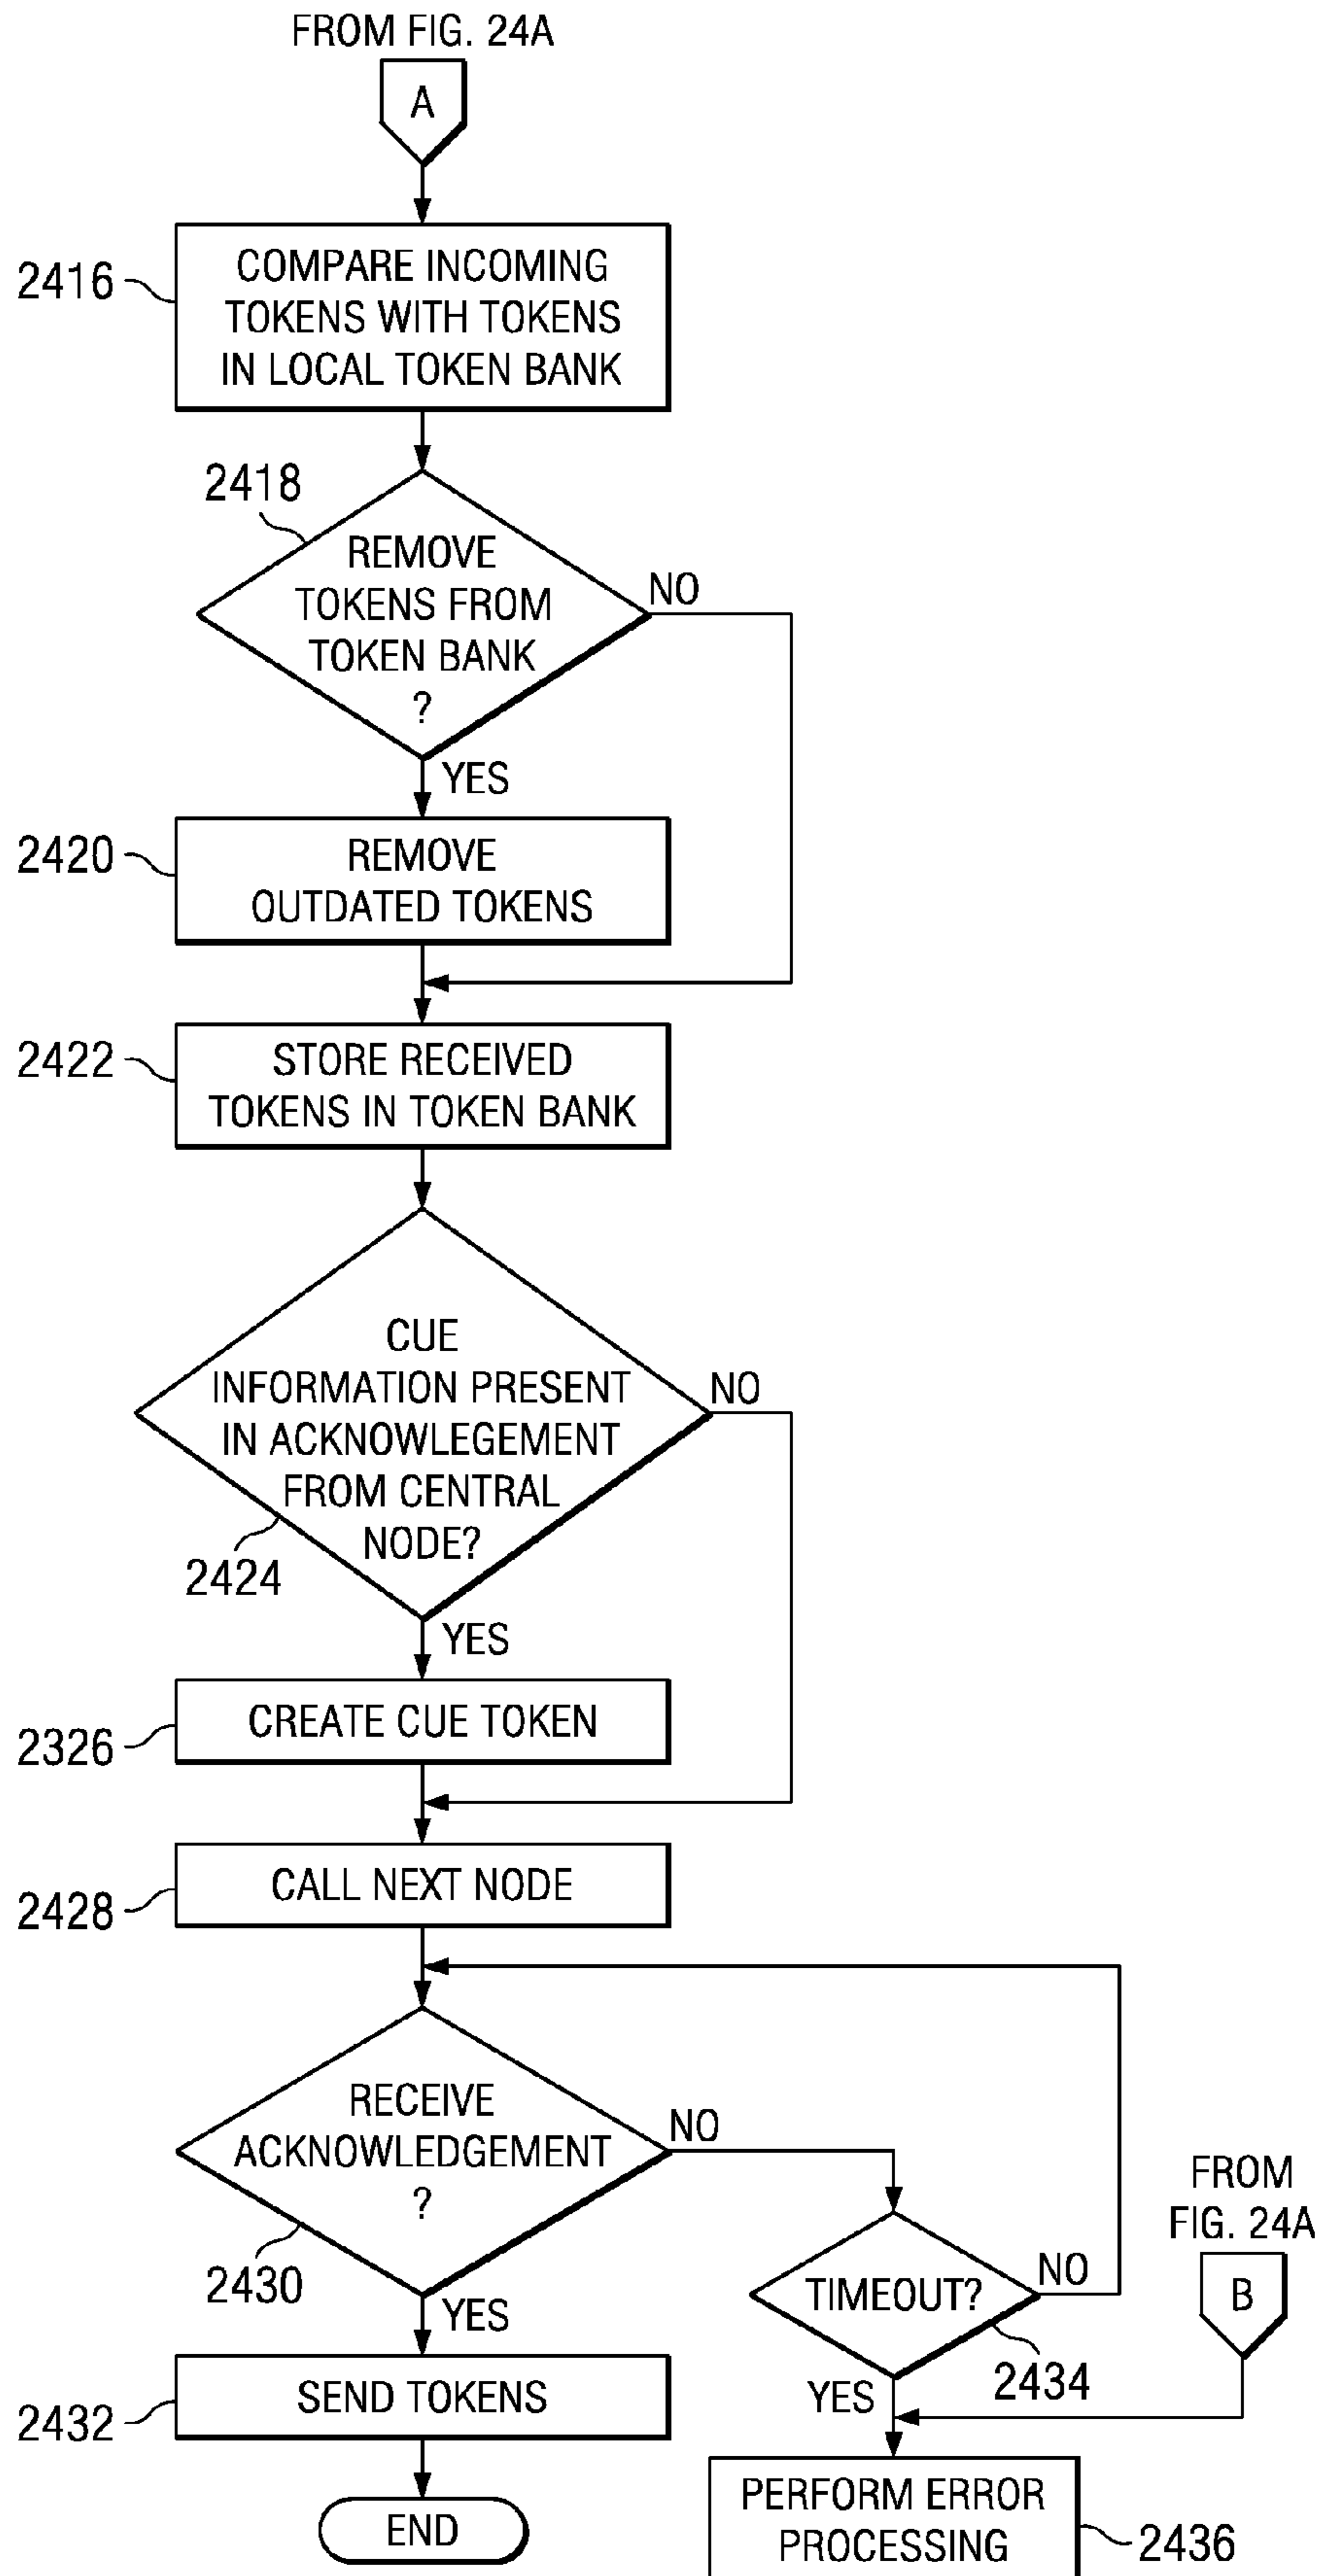 FROM FIG. 24A
A
2416
COMPARE INCOMING
TOKENS WITH TOKENS
IN LOCAL TOKEN BANK
2418
REMOVE
TOKENS FROM
TOKEN BANK
?
NO
YES
2420
REMOVE
OUTDATED TOKENS
2422
STORE RECEIVED
TOKENS IN TOKEN BANK
CUE
INFORMATION PRESENT
IN ACKNOWLEGEMENT
FROM CENTRAL
NODE?
NO
2424
YES
2326
CREATE CUE TOKEN
2428
CALL NEXT NODE
RECEIVE
ACKNOWLEDGEMENT
?
NO
2430
YES
FROM
FIG. 24A
B
TIMEOUT?
NO
2434
YES
2432
SEND TOKENS
END
PERFORM ERROR
PROCESSING
2436